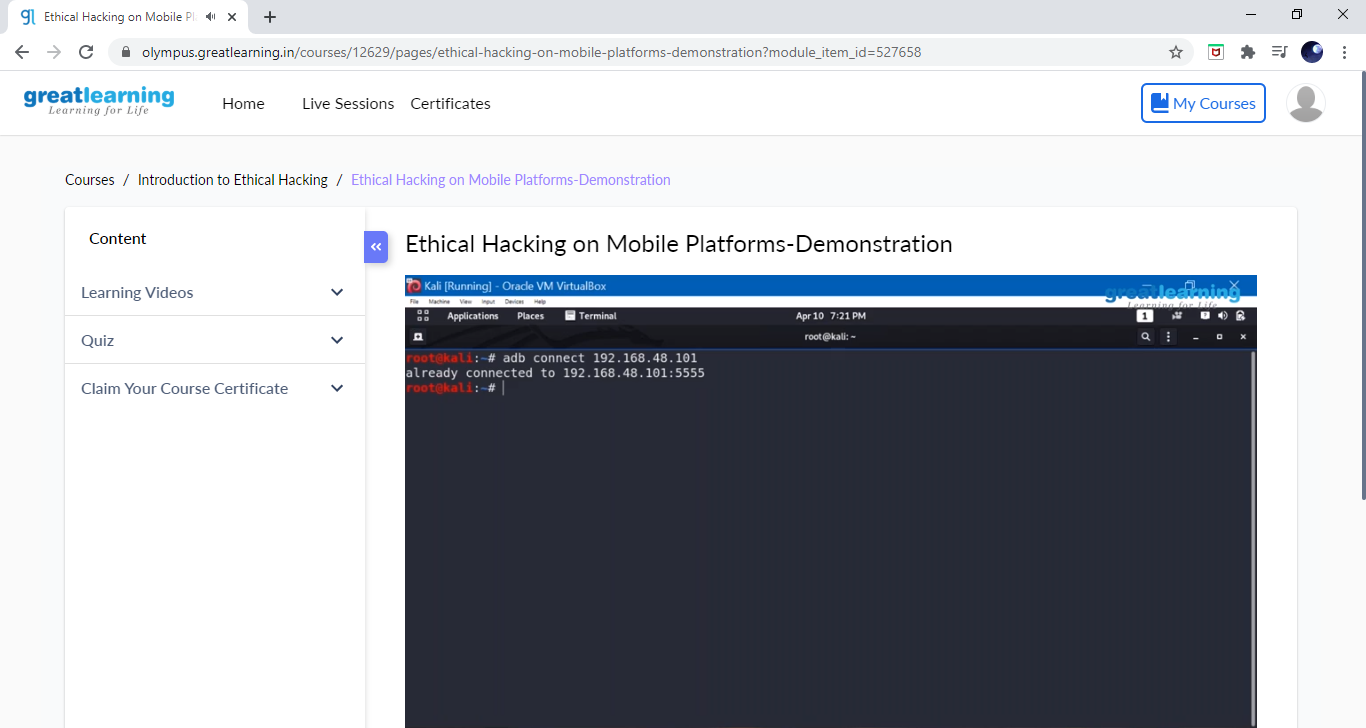 Ethical Hacking on Mobile Pl
olympus.greatlearning.in/courses/12629/pages/ethical-hacking-on-mobile-platforms-demonstration?module_item_id=527658
greatlearning
Learning for Life
Home Live Sessions Certificates My Courses
Courses / Introduction to Ethical Hacking / Ethical Hacking on Mobile Platforms-Demonstration
Content
Learning Videos
Quiz
Claim Your Course Certificate
Ethical Hacking on Mobile Platforms-Demonstration
Kali [Running] - Oracle VM VirtualBox
greatlearning
Learning for Life
File Machine View Input Devices Help
Applications Places Terminal Apr 10 7:21 PM 1
root@kali: ~
root@kali:~# adb connect 192.168.48.101
already connected to 192.168.48.101:5555
root@kali:~#